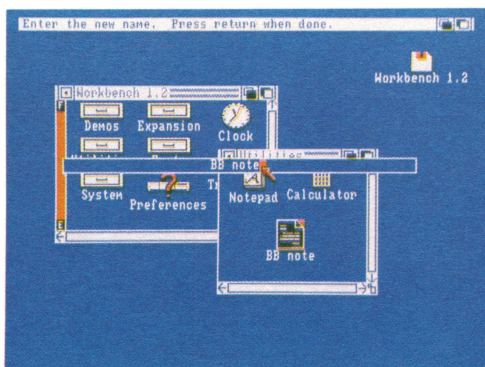 Enter the new name.  Press return when done.
Workbench 1.2
Workbench 1.2
Demos Expansion
Clock
BB note
System
Preferences
Notepad Calculator
BB note
F
E